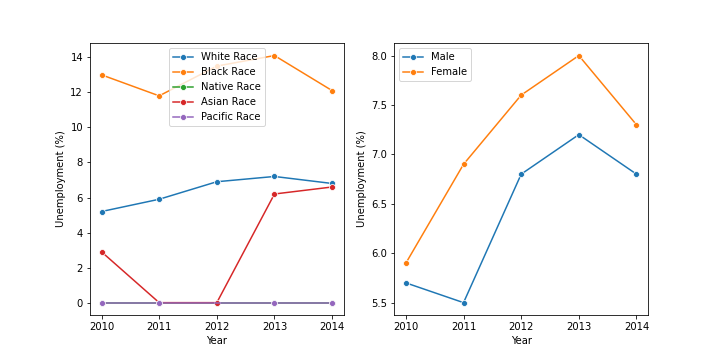 White Race
Black Race
Native Race
Asian Race
Pacific Race
14
12
10
8
6
4
2
0
Unemployment (%)
2010 2011 2012 2013 2014
Year
Male
Female
8.0
7.5
7.0
6.5
6.0
5.5
Unemployment (%)
2010 2011 2012 2013 2014
Year